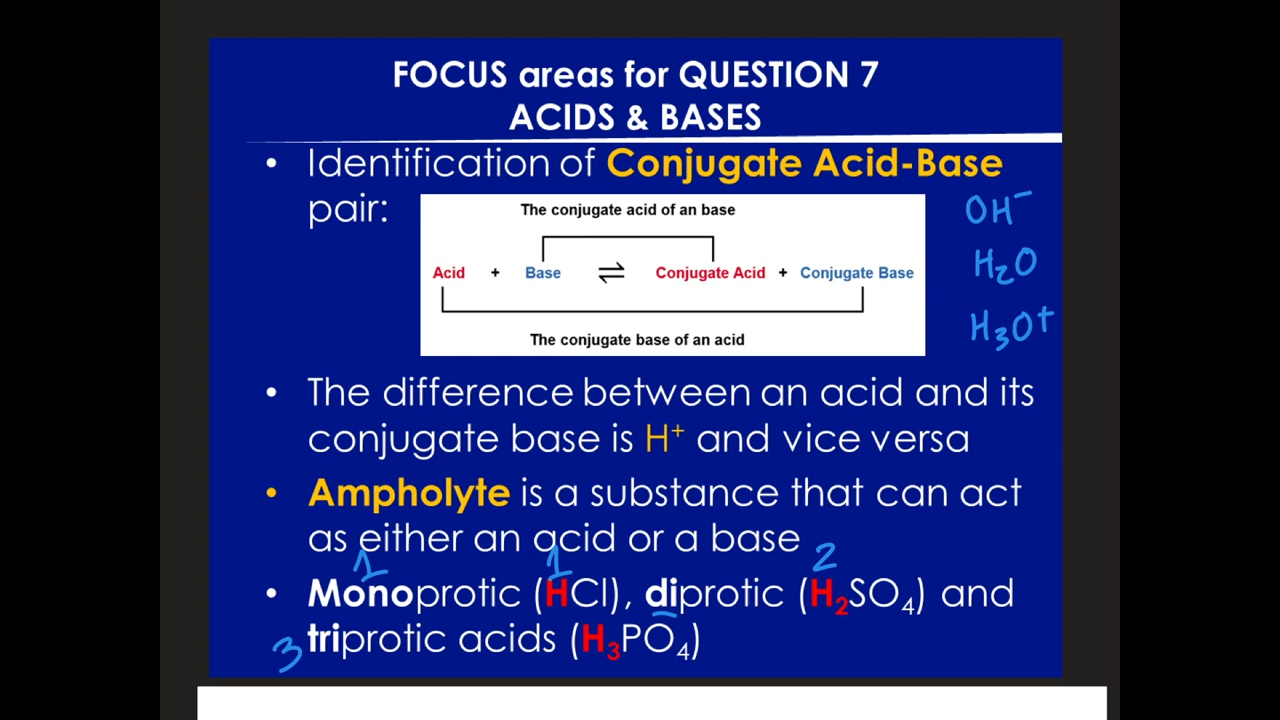 FOCUS areas for QUESTION 7
ACIDS & BASES
• Identification of Conjugate Acid-Base
pair:
The conjugate acid of an base
Acid + Base ⇌ Conjugate Acid + Conjugate Base
The conjugate base of an acid
OH⁻
H₂O
H₃O⁺
• The difference between an acid and its
conjugate base is H⁺ and vice versa
• Ampholyte is a substance that can act
as either an acid or a base
1 1 2
• Monoprotic (HCl), diprotic (H₂SO₄) and
3 triprotic acids (H₃PO₄)